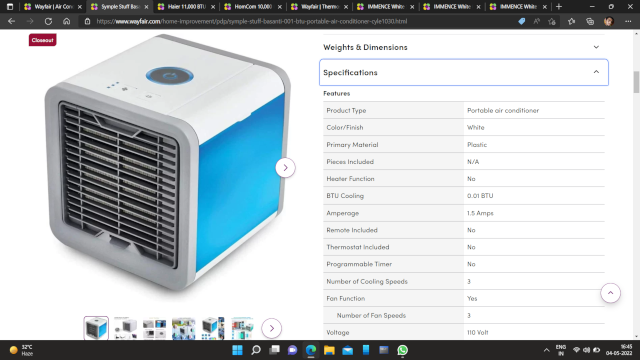 Wayfair | Air Con
Symple Stuff Basa
Haier 11,000 BTU
HomCom 10,000
Wayfair | Thermo
IMMENCE White
IMMENCE White
IMMENCE White
https://www.wayfair.com/home-improvement/pdp/symple-stuff-basanti-001-btu-portable-air-conditioner-cyle1030.html
Closeout
Weights & Dimensions
Specifications
Features
Product Type Portable air conditioner
Color/Finish White
Primary Material Plastic
Pieces Included N/A
Heater Function No
BTU Cooling 0.01 BTU
Amperage 1.5 Amps
Remote Included No
Thermostat Included No
Programmable Timer No
Number of Cooling Speeds 3
Fan Function Yes
Number of Fan Speeds 3
Voltage 110 Volt
32°C
Haze
ENG
IN
16:45
04-05-2022